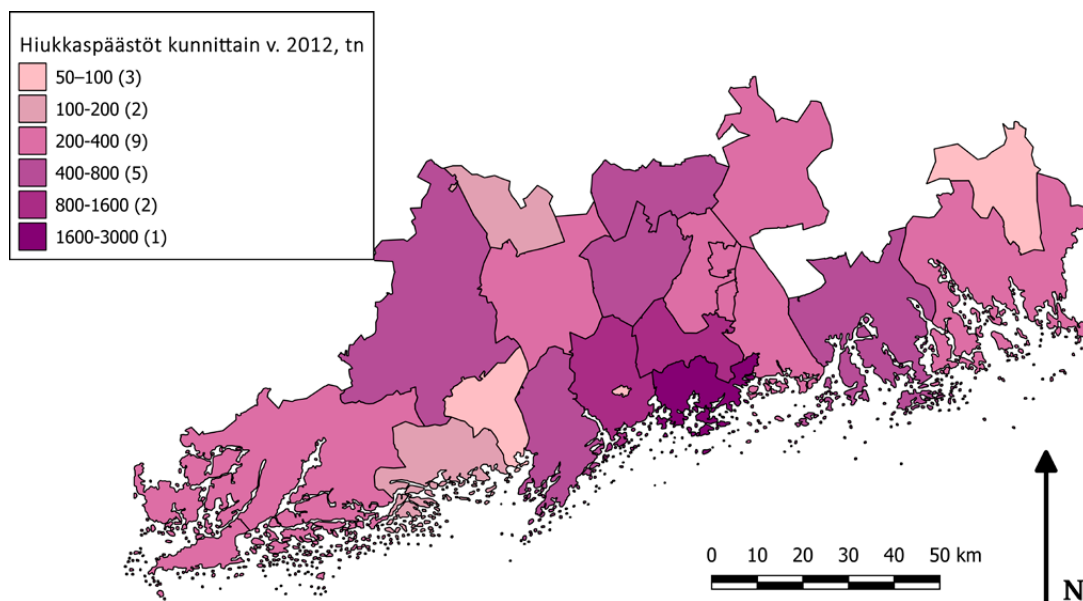 Hiukkaspäästöt kunnittain v. 2012, tn
50–100 (3)
100-200 (2)
200-400 (9)
400-800 (5)
800-1600 (2)
1600-3000 (1)
0 10 20 30 40 50 km
N